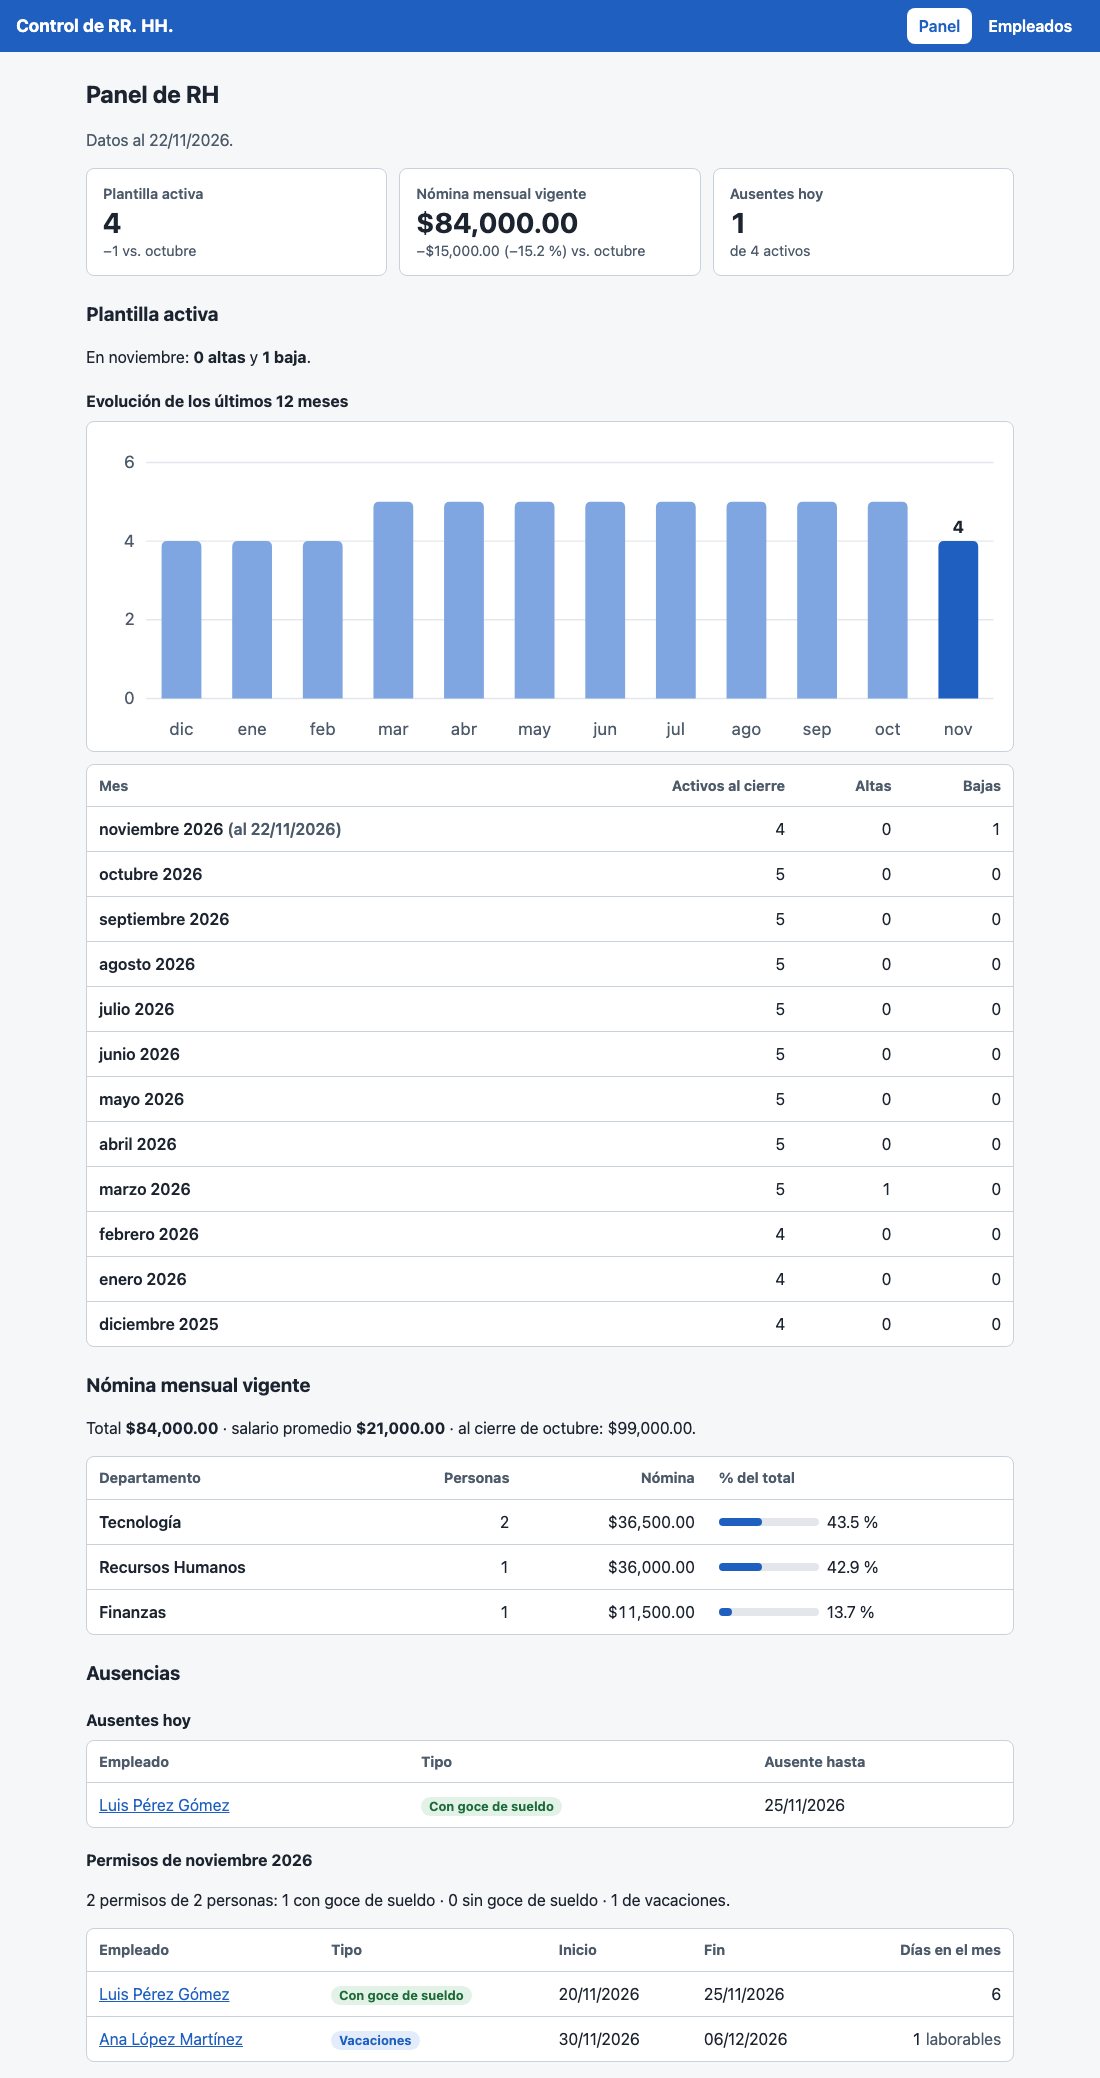 Control de RR. HH.
Panel
Empleados
Panel de RH
Datos al 22/11/2026.
Plantilla activa
4
−1 vs. octubre
Nómina mensual vigente
$84,000.00
−$15,000.00 (−15.2 %) vs. octubre
Ausentes hoy
1
de 4 activos
Plantilla activa
En noviembre: 0 altas y 1 baja.
Evolución de los últimos 12 meses
6
4
2
0
4
dic ene feb mar abr may jun jul ago sep oct nov
Mes Activos al cierre Altas Bajas
noviembre 2026 (al 22/11/2026) 4 0 1
octubre 2026 5 0 0
septiembre 2026 5 0 0
agosto 2026 5 0 0
julio 2026 5 0 0
junio 2026 5 0 0
mayo 2026 5 0 0
abril 2026 5 0 0
marzo 2026 5 1 0
febrero 2026 4 0 0
enero 2026 4 0 0
diciembre 2025 4 0 0
Nómina mensual vigente
Total $84,000.00 · salario promedio $21,000.00 · al cierre de octubre: $99,000.00.
Departamento Personas Nómina % del total
Tecnología 2 $36,500.00 43.5 %
Recursos Humanos 1 $36,000.00 42.9 %
Finanzas 1 $11,500.00 13.7 %
Ausencias
Ausentes hoy
Empleado Tipo Ausente hasta
Luis Pérez Gómez Con goce de sueldo 25/11/2026
Permisos de noviembre 2026
2 permisos de 2 personas: 1 con goce de sueldo · 0 sin goce de sueldo · 1 de vacaciones.
Empleado Tipo Inicio Fin Días en el mes
Luis Pérez Gómez Con goce de sueldo 20/11/2026 25/11/2026 6
Ana López Martínez Vacaciones 30/11/2026 06/12/2026 1 laborables